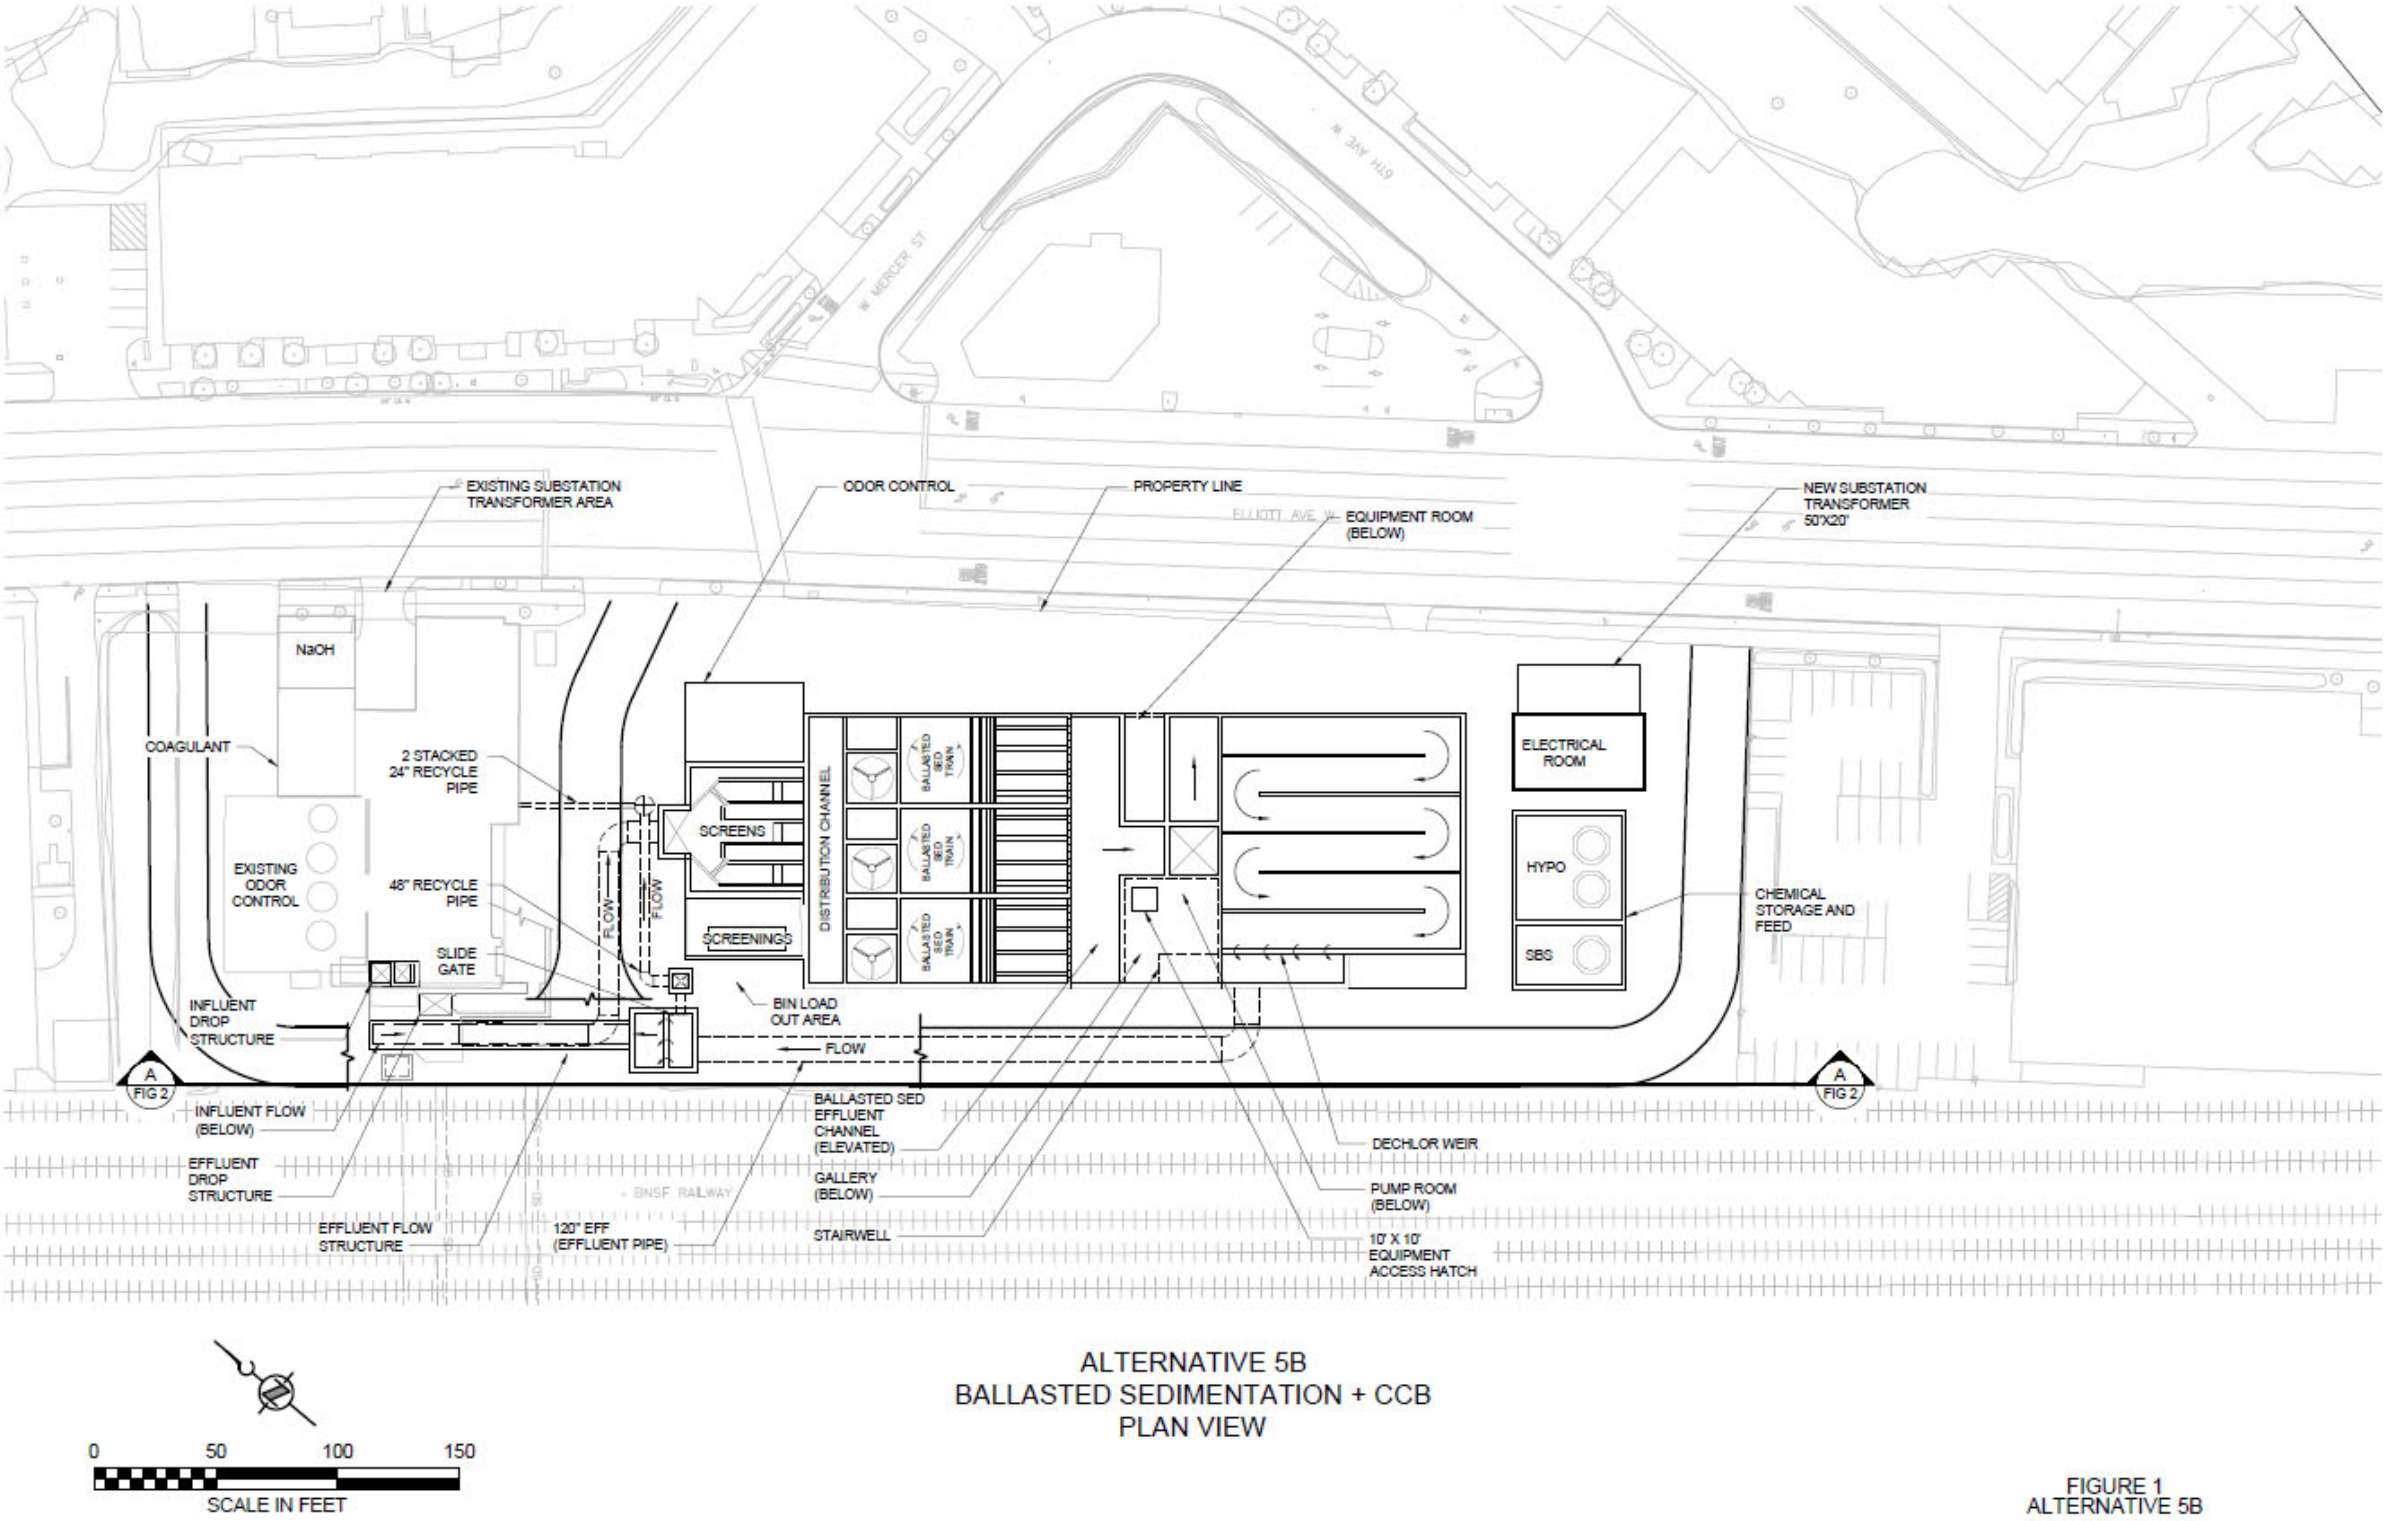 6TH AVE W
W MERCER ST
EXISTING SUBSTATION
TRANSFORMER AREA
ODOR CONTROL
PROPERTY LINE
ELLIOTT AVE W
EQUIPMENT ROOM
(BELOW)
NEW SUBSTATION
TRANSFORMER
50'X20'
NaOH
COAGULANT
2 STACKED
24" RECYCLE
PIPE
EXISTING
ODOR
CONTROL
48" RECYCLE
PIPE
SLIDE
GATE
FLOW
FLOW
SCREENS
SCREENINGS
DISTRIBUTION CHANNEL
BALLASTED
SED
TRAIN
BALLASTED
SED
TRAIN
BALLASTED
SED
TRAIN
ELECTRICAL
ROOM
HYPO
SBS
CHEMICAL
STORAGE AND
FEED
INFLUENT
DROP
STRUCTURE
BIN LOAD
OUT AREA
FLOW
A
FIG 2
A
FIG 2
INFLUENT FLOW
(BELOW)
EFFLUENT
DROP
STRUCTURE
EFFLUENT FLOW
STRUCTURE
BNSF RAILWAY
120" EFF
(EFFLUENT PIPE)
BALLASTED SED
EFFLUENT
CHANNEL
(ELEVATED)
GALLERY
(BELOW)
STAIRWELL
DECHLOR WEIR
PUMP ROOM
(BELOW)
10' X 10'
EQUIPMENT
ACCESS HATCH
SD
SD
SD
ALTERNATIVE 5B
BALLASTED SEDIMENTATION + CCB
PLAN VIEW
0 50 100 150
SCALE IN FEET
FIGURE 1
ALTERNATIVE 5B